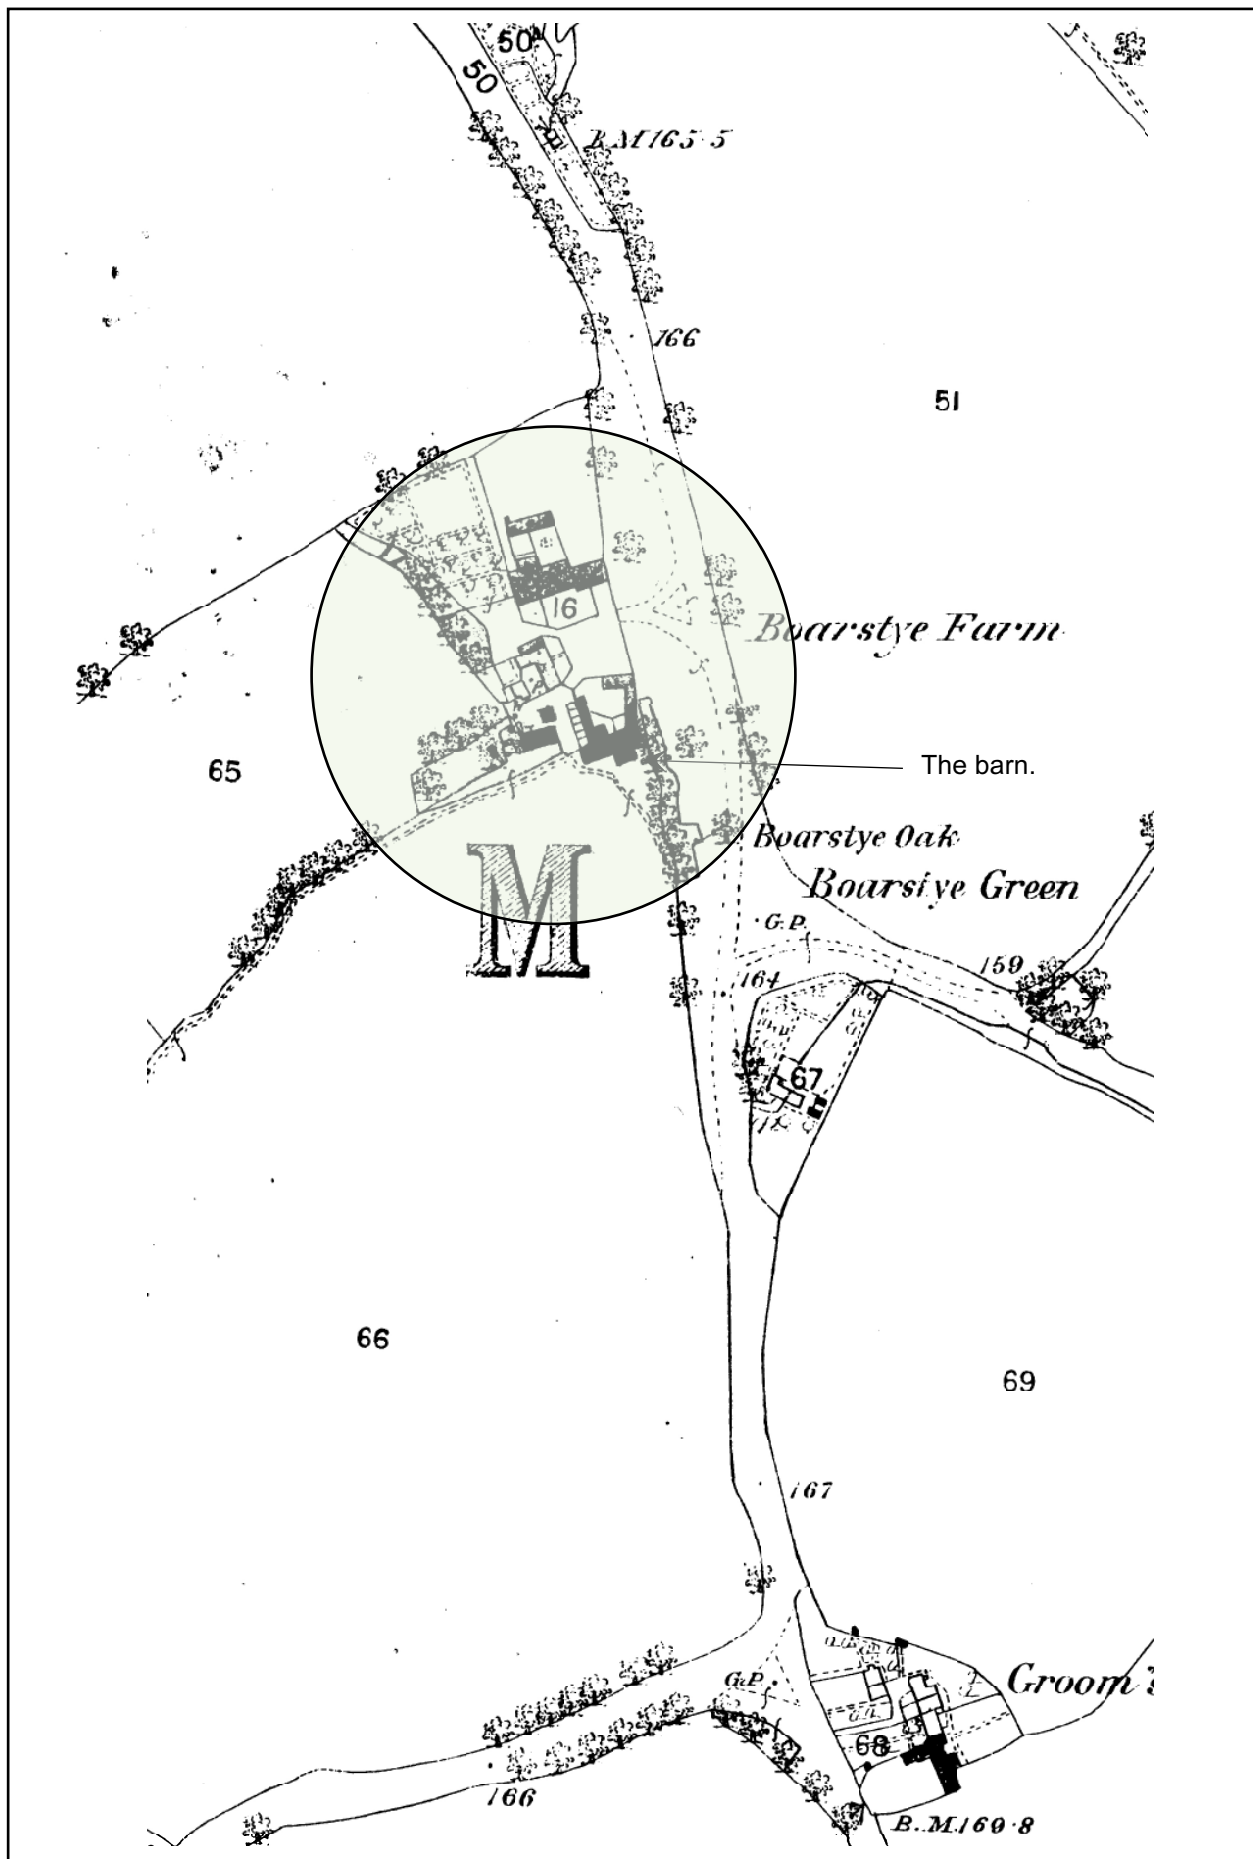 50A
50
B.M.165·5
166
51
16
Boarstye Farm
65
The barn.
Boarstye Oak
Boarstye Green
M
G.P.
159
164
67
66
69
167
G.P.
Groom's
68
166
B.M.169·8